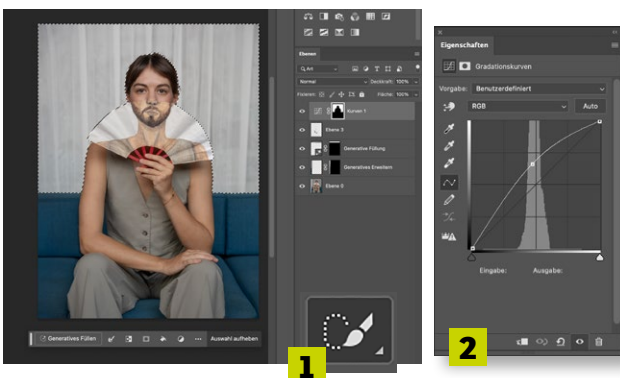 Ebenen
Art
T
Normal
Deckkraft: 100%
Fixieren:
Fläche: 100%
Kurven 1
Ebene 3
Generative Füllung
Generatives Erweitern
Ebene 0
Generatives Füllen
...
Auswahl aufheben
1
Eigenschaften
Gradationskurven
Vorgabe: Benutzerdefiniert
RGB
Auto
Eingabe: Ausgabe:
2